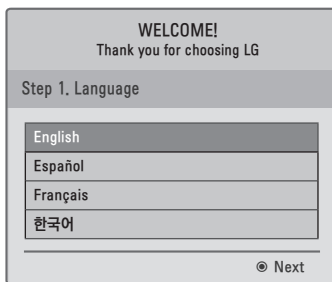 WELCOME!
Thank you for choosing LG
Step 1. Language
English
Español
Français
한국어
Next